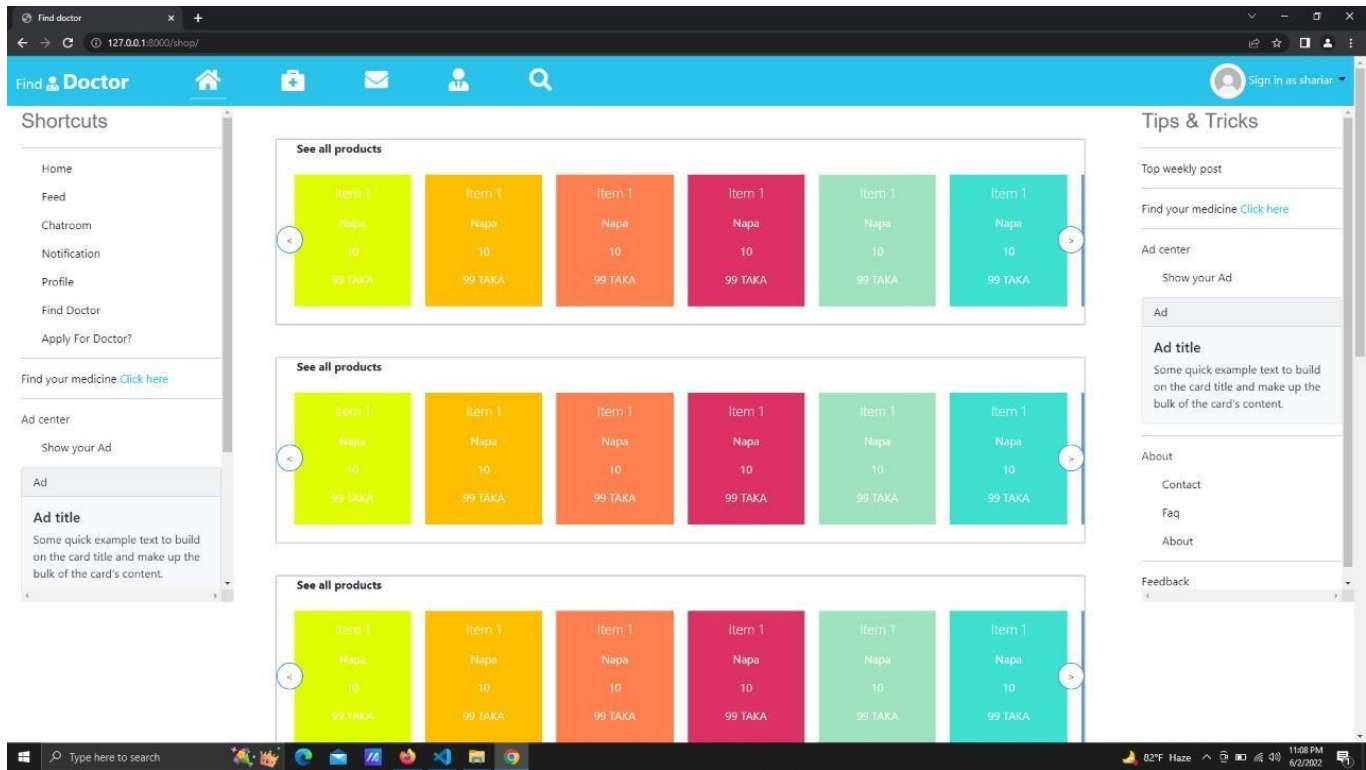 Find doctor
127.0.0.1:8000/shop/
Find Doctor
Sign in as shariar
Shortcuts
Home
Feed
Chatroom
Notification
Profile
Find Doctor
Apply For Doctor?
Find your medicine Click here
Ad center
Show your Ad
Ad
Ad title
Some quick example text to build
on the card title and make up the
bulk of the card's content.
See all products
Item 1 Item 1 Item 1 Item 1 Item 1 Item 1
Napa Napa Napa Napa Napa Napa
10 10 10 10 10 10
99 TAKA 99 TAKA 99 TAKA 99 TAKA 99 TAKA 99 TAKA
< >
See all products
Item 1 Item 1 Item 1 Item 1 Item 1 Item 1
Napa Napa Napa Napa Napa Napa
10 10 10 10 10 10
99 TAKA 99 TAKA 99 TAKA 99 TAKA 99 TAKA 99 TAKA
< >
See all products
Item 1 Item 1 Item 1 Item 1 Item 1 Item 1
Napa Napa Napa Napa Napa Napa
10 10 10 10 10 10
99 TAKA 99 TAKA 99 TAKA 99 TAKA 99 TAKA 99 TAKA
< >
Tips & Tricks
Top weekly post
Find your medicine Click here
Ad center
Show your Ad
Ad
Ad title
Some quick example text to build
on the card title and make up the
bulk of the card's content.
About
Contact
Faq
About
Feedback
Type here to search
82°F Haze
11:08 PM
6/2/2022